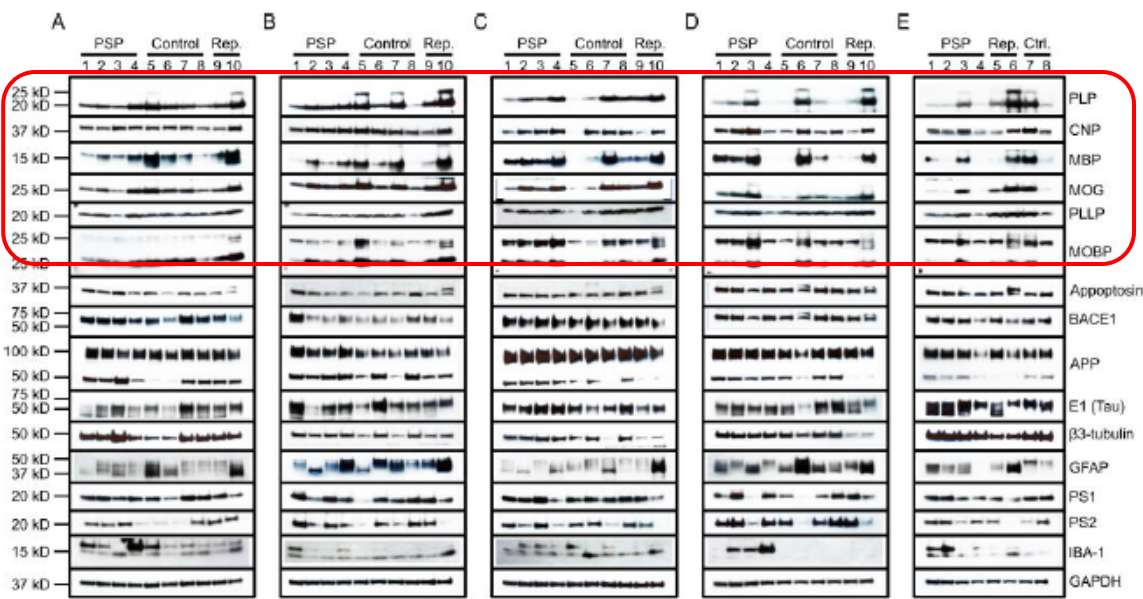 A B C D E
PSP Control Rep. PSP Control Rep. PSP Control Rep. PSP Control Rep. PSP Rep. Ctrl.
1 2 3 4 5 6 7 8 9 10 1 2 3 4 5 6 7 8 9 10 1 2 3 4 5 6 7 8 9 10 1 2 3 4 5 6 7 8 9 10 1 2 3 4 5 6 7 8
25 kD
20 kD PLP
37 kD CNP
15 kD MBP
25 kD MOG
20 kD PLLP
25 kD
25 kD MOBP
37 kD Appoptosin
75 kD
50 kD BACE1
100 kD
50 kD APP
75 kD
50 kD E1 (Tau)
50 kD β3-tubulin
50 kD
37 kD GFAP
20 kD PS1
20 kD PS2
15 kD IBA-1
37 kD GAPDH